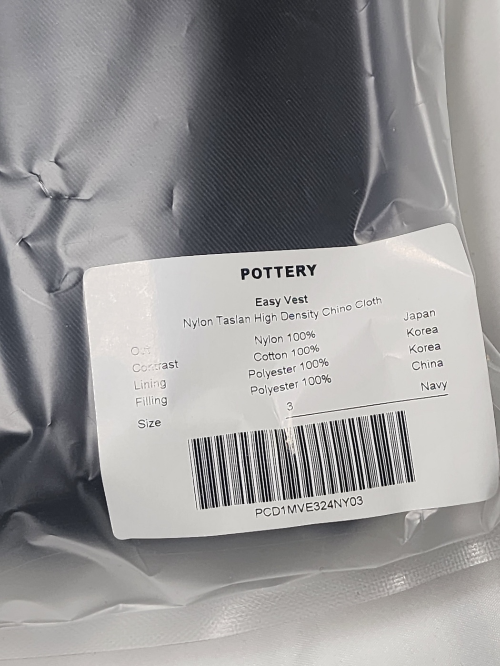 POTTERY
Easy Vest
Nylon Taslan High Density Chino Cloth
Out Nylon 100% Japan
Contrast Cotton 100% Korea
Lining Polyester 100% Korea
Filling Polyester 100% China
Size 3 Navy
PCD1MVE324NY03